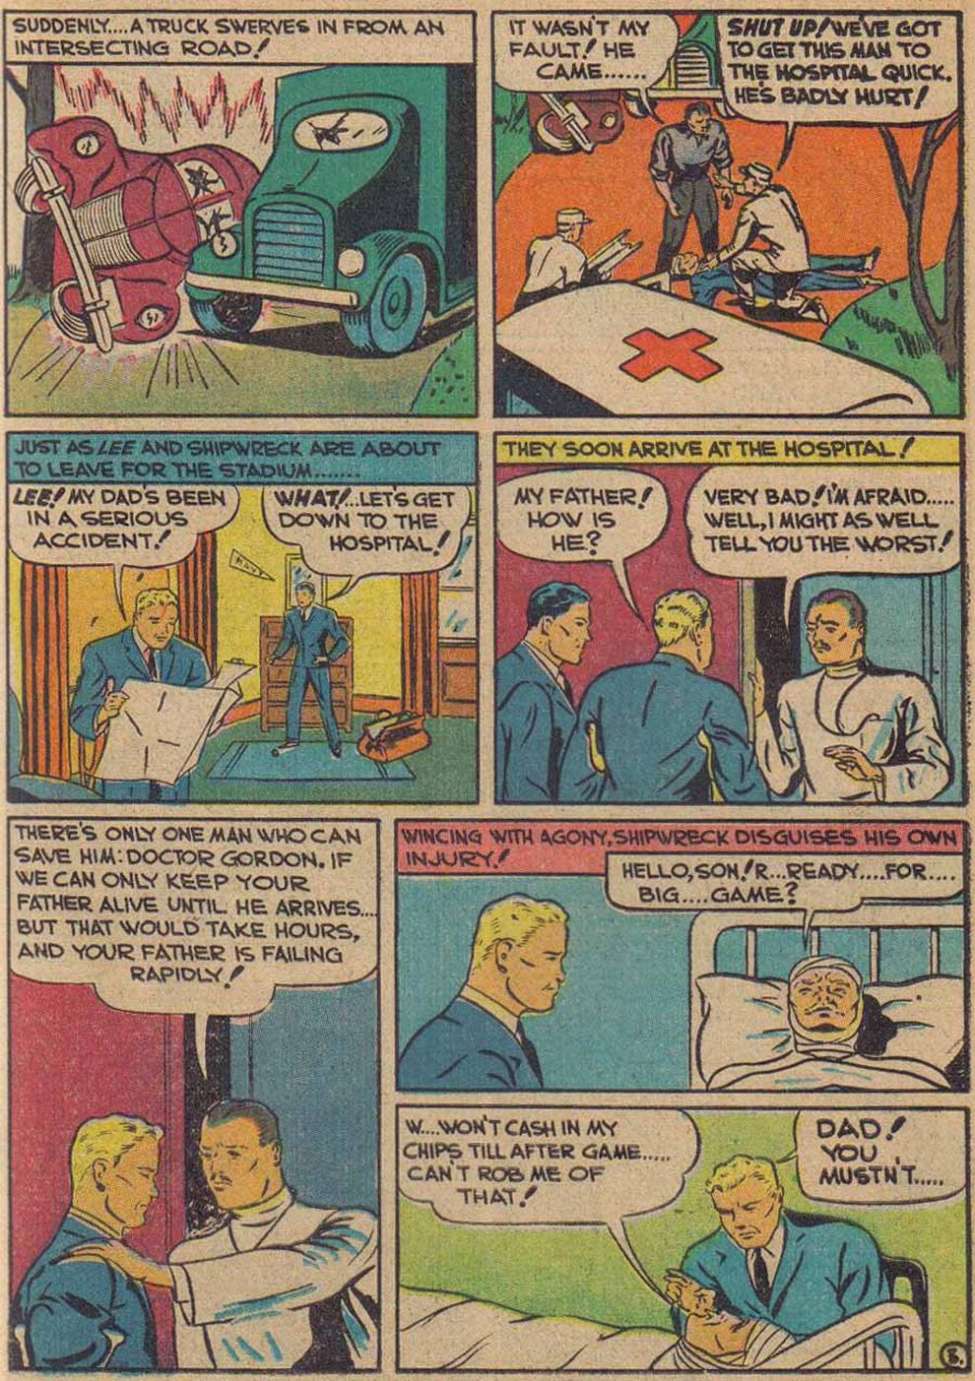 SUDDENLY....A TRUCK SWERVES IN FROM AN
INTERSECTING ROAD!
IT WASN'T MY
FAULT! HE
CAME......
SHUT UP! WE'VE GOT
TO GET THIS MAN TO
THE HOSPITAL QUICK.
HE'S BADLY HURT!
JUST AS LEE AND SHIPWRECK ARE ABOUT
TO LEAVE FOR THE STADIUM.......
LEE! MY DAD'S BEEN
IN A SERIOUS
ACCIDENT!
WHAT!...LET'S GET
DOWN TO THE
HOSPITAL!
NAVY
THEY SOON ARRIVE AT THE HOSPITAL!
MY FATHER!
HOW IS
HE?
VERY BAD! I'M AFRAID.....
WELL, I MIGHT AS WELL
TELL YOU THE WORST!
THERE'S ONLY ONE MAN WHO CAN
SAVE HIM: DOCTOR GORDON. IF
WE CAN ONLY KEEP YOUR
FATHER ALIVE UNTIL HE ARRIVES...
BUT THAT WOULD TAKE HOURS,
AND YOUR FATHER IS FAILING
RAPIDLY!
WINCING WITH AGONY, SHIPWRECK DISGUISES HIS OWN
INJURY!
HELLO, SON! R...READY....FOR....
BIG....GAME?
W....WON'T CASH IN MY
CHIPS TILL AFTER GAME.....
CAN'T ROB ME OF
THAT!
DAD!
YOU
MUSTN'T.....